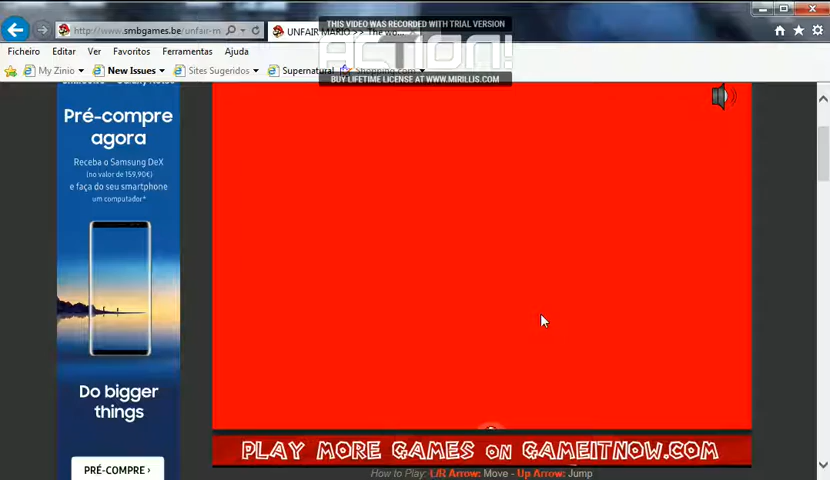 THIS VIDEO WAS RECORDED WITH TRIAL VERSION
ACTION!
BUY LIFETIME LICENSE AT WWW.MIRILLIS.COM
http://www.smbgames.be/unfair-m
UNFAIR MARIO >> The wo...
Ficheiro Editar Ver Favoritos Ferramentas Ajuda
My Zinio New Issues Sites Sugeridos Supernatural Shopping.com
Pré-compre
agora
Receba o Samsung DeX
(no valor de 159,90€)
e faça do seu smartphone
um computador*
Do bigger
things
PRÉ-COMPRE ›
PLAY MORE GAMES ON GAMEITNOW.COM
How to Play: L/R Arrow: Move - Up Arrow: Jump